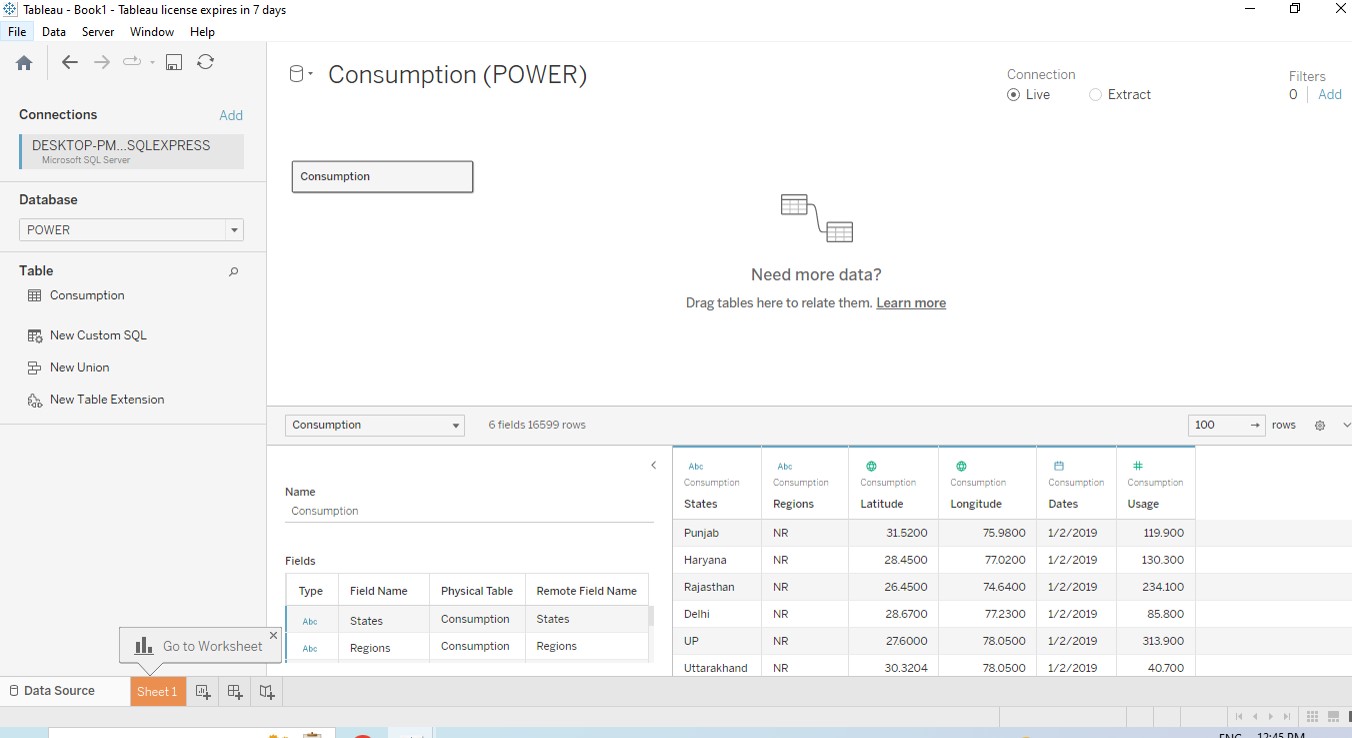 Tableau - Book1 - Tableau license expires in 7 days
File Data Server Window Help
Connections Add
DESKTOP-PM...SQLEXPRESS
Microsoft SQL Server
Database
POWER
Table
Consumption
New Custom SQL
New Union
New Table Extension
Consumption (POWER)
Connection
Live Extract
Filters
0 Add
Consumption
Need more data?
Drag tables here to relate them. Learn more
Consumption 6 fields 16599 rows 100 → rows
Name
Consumption
Fields
Type Field Name Physical Table Remote Field Name
Abc States Consumption States
Abc Regions Consumption Regions
Abc Abc #
Consumption Consumption Consumption Consumption Consumption Consumption
States Regions Latitude Longitude Dates Usage
Punjab NR 31.5200 75.9800 1/2/2019 119.900
Haryana NR 28.4500 77.0200 1/2/2019 130.300
Rajasthan NR 26.4500 74.6400 1/2/2019 234.100
Delhi NR 28.6700 77.2300 1/2/2019 85.800
UP NR 27.6000 78.0500 1/2/2019 313.900
Uttarakhand NR 30.3204 78.0500 1/2/2019 40.700
Go to Worksheet
Data Source Sheet 1
ENG 12:45 PM